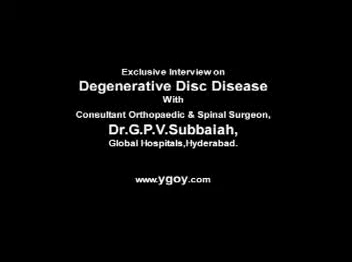 Exclusive Interview on
Degenerative Disc Disease
With
Consultant Orthopaedic & Spinal Surgeon,
Dr.G.P.V.Subbaiah,
Global Hospitals,Hyderabad.
www.ygoy.com